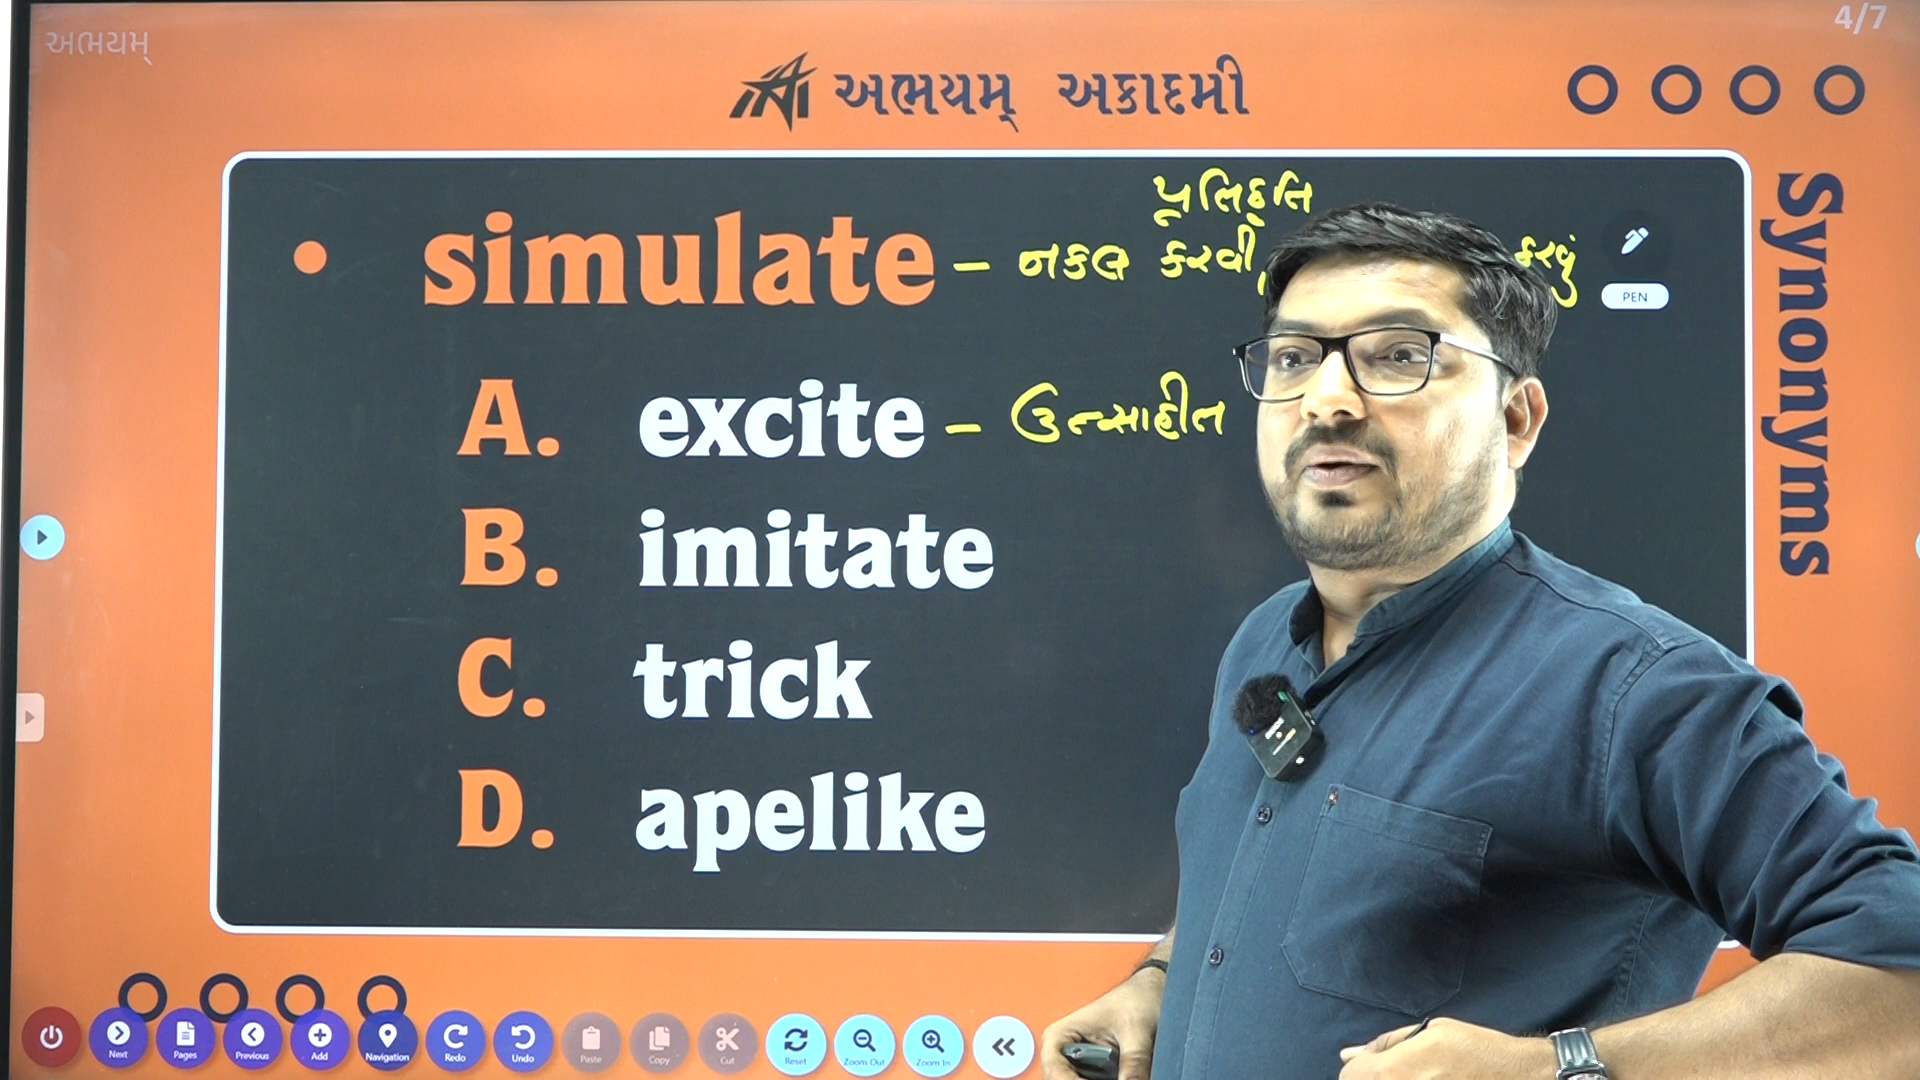 4/7
અભયમ્
અભયમ્ અકાદમી
Synonyms
પ્રતિકૃતિ
• simulate – નકલ કરવી, કરવું
PEN
A. excite – ઉત્સાહીત
B. imitate
C. trick
D. apelike
Next Pages Previous Add Navigation Redo Undo Paste Copy Cut Reset Zoom Out Zoom In